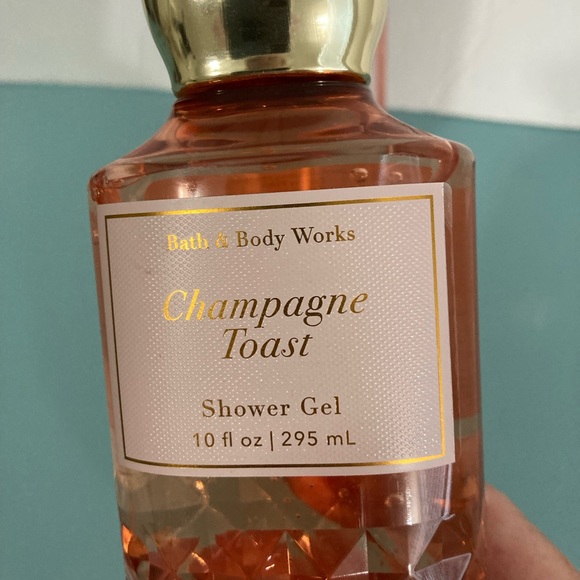 Bath & Body Works
Champagne
Toast
Shower Gel
10 fl oz | 295 mL